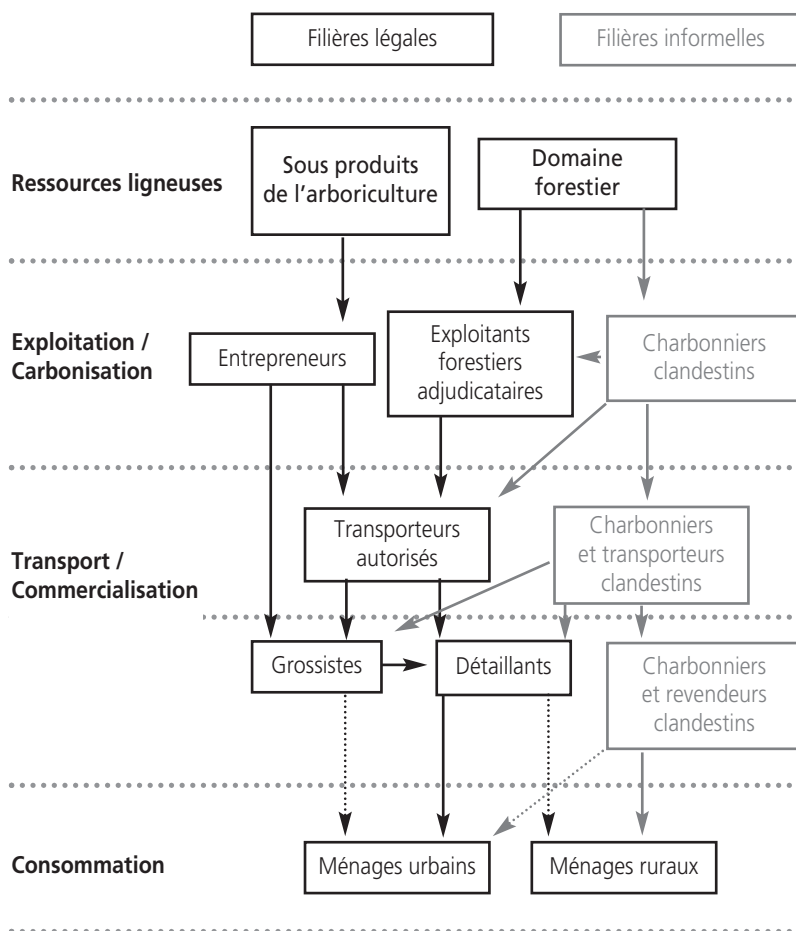 Filières légales
Filières informelles
Ressources ligneuses
Sous produits
de l'arboriculture
Domaine
forestier
Exploitation /
Carbonisation
Entrepreneurs
Exploitants
forestiers
adjudicataires
Charbonniers
clandestins
Transport /
Commercialisation
Transporteurs
autorisés
Charbonniers
et transporteurs
clandestins
Grossistes
Détaillants
Charbonniers
et revendeurs
clandestins
Consommation
Ménages urbains
Ménages ruraux